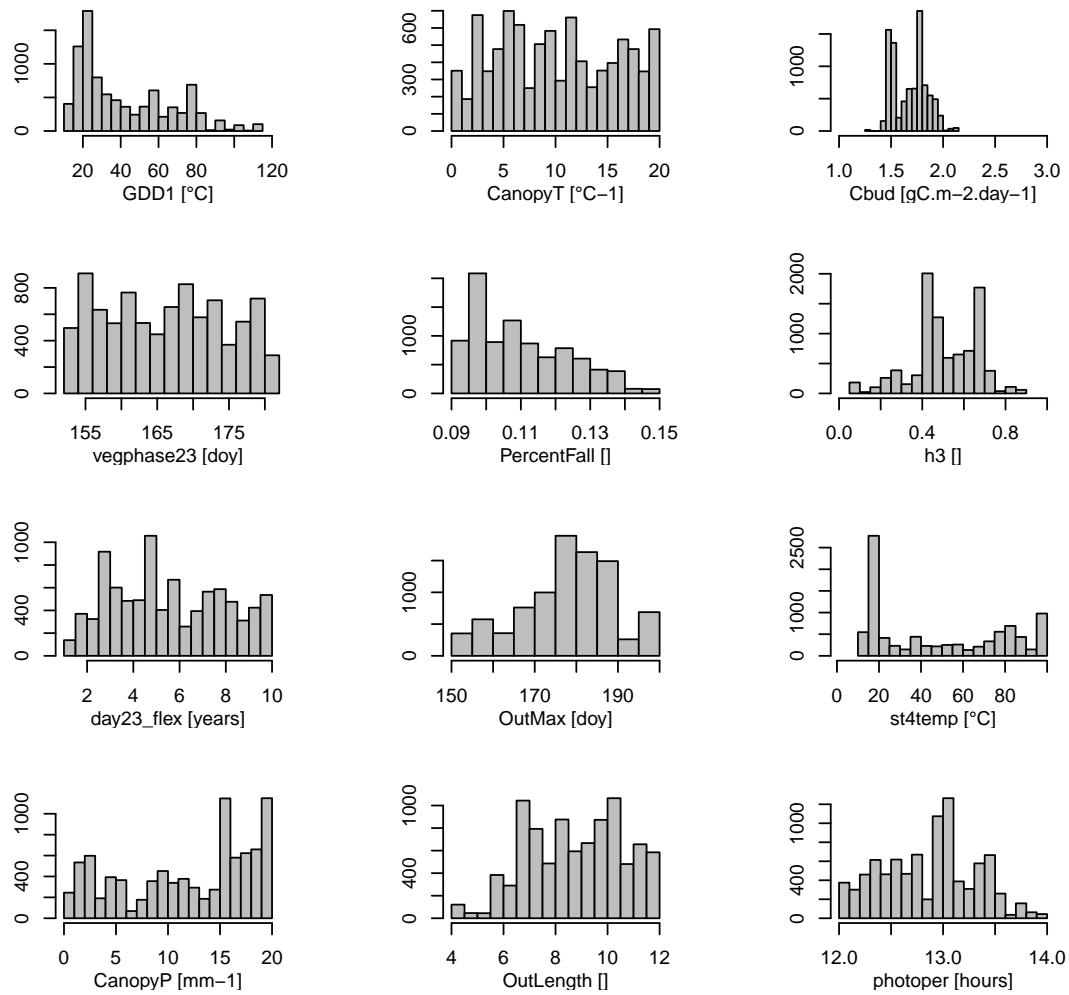 0 1000
20 40 60 80 120
GDD1 [°C]
0 300 600
0 5 10 15 20
CanopyT [°C−1]
0 1000
1.0 1.5 2.0 2.5 3.0
Cbud [gC.m−2.day−1]
0 400 800
155 165 175
vegphase23 [doy]
0 1000
0.09 0.11 0.13 0.15
PercentFall []
0 1000 2000
0.0 0.4 0.8
h3 []
0 400 1000
2 4 6 8 10
day23_flex [years]
0 1000
150 170 190
OutMax [doy]
0 1000 2500
0 20 40 60 80
st4temp [°C]
0 400 1000
0 5 10 15 20
CanopyP [mm−1]
0 400 1000
4 6 8 10 12
OutLength []
0 400 1000
12.0 13.0 14.0
photoper [hours]